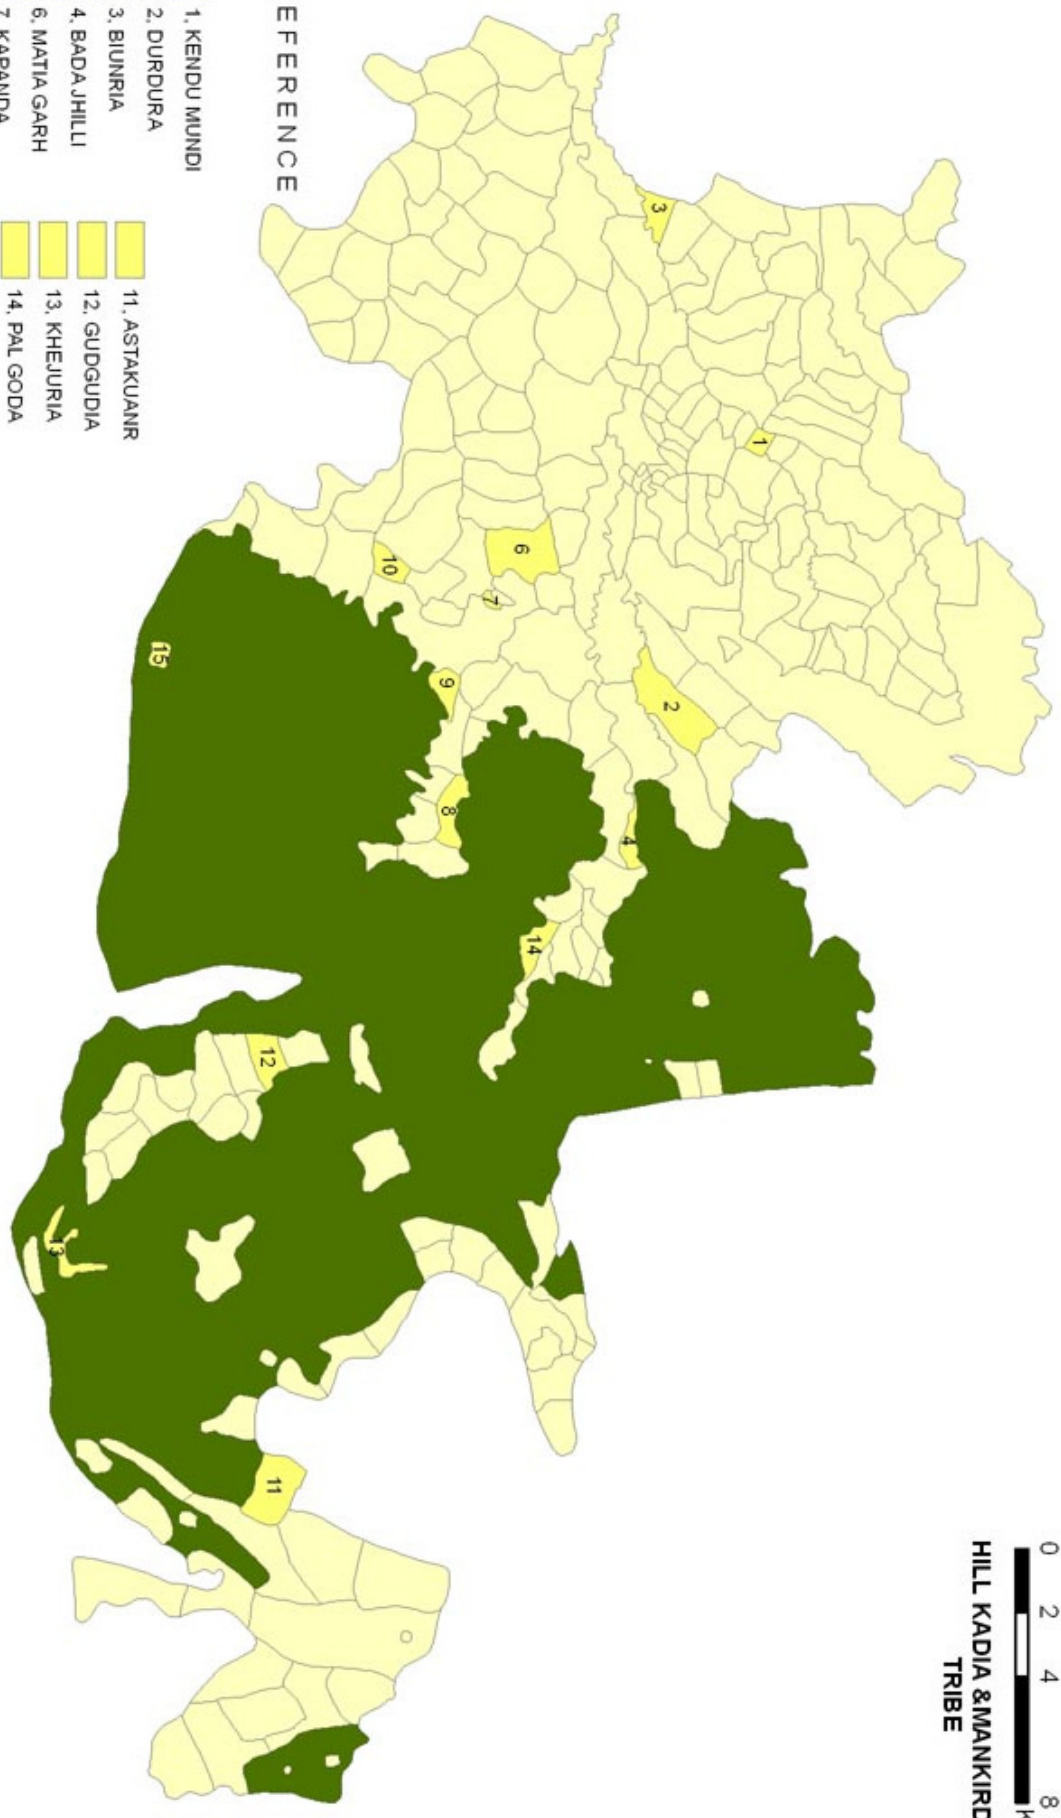 0 2 4 8
HILL KADIA &MANKIRD
TRIBE
EFERENCE
1, KENDU MUNDI
2, DURDURA
3, BIUNRIA
4, BADA JHILLI
6, MATIA GARH
7, KAPANDA
11, ASTAKUANR
12, GUDGUDIA
13, KHEJURIA
14, PAL GODA
3
1
6
10
7
15
9
2
8
4
14
12
13
11